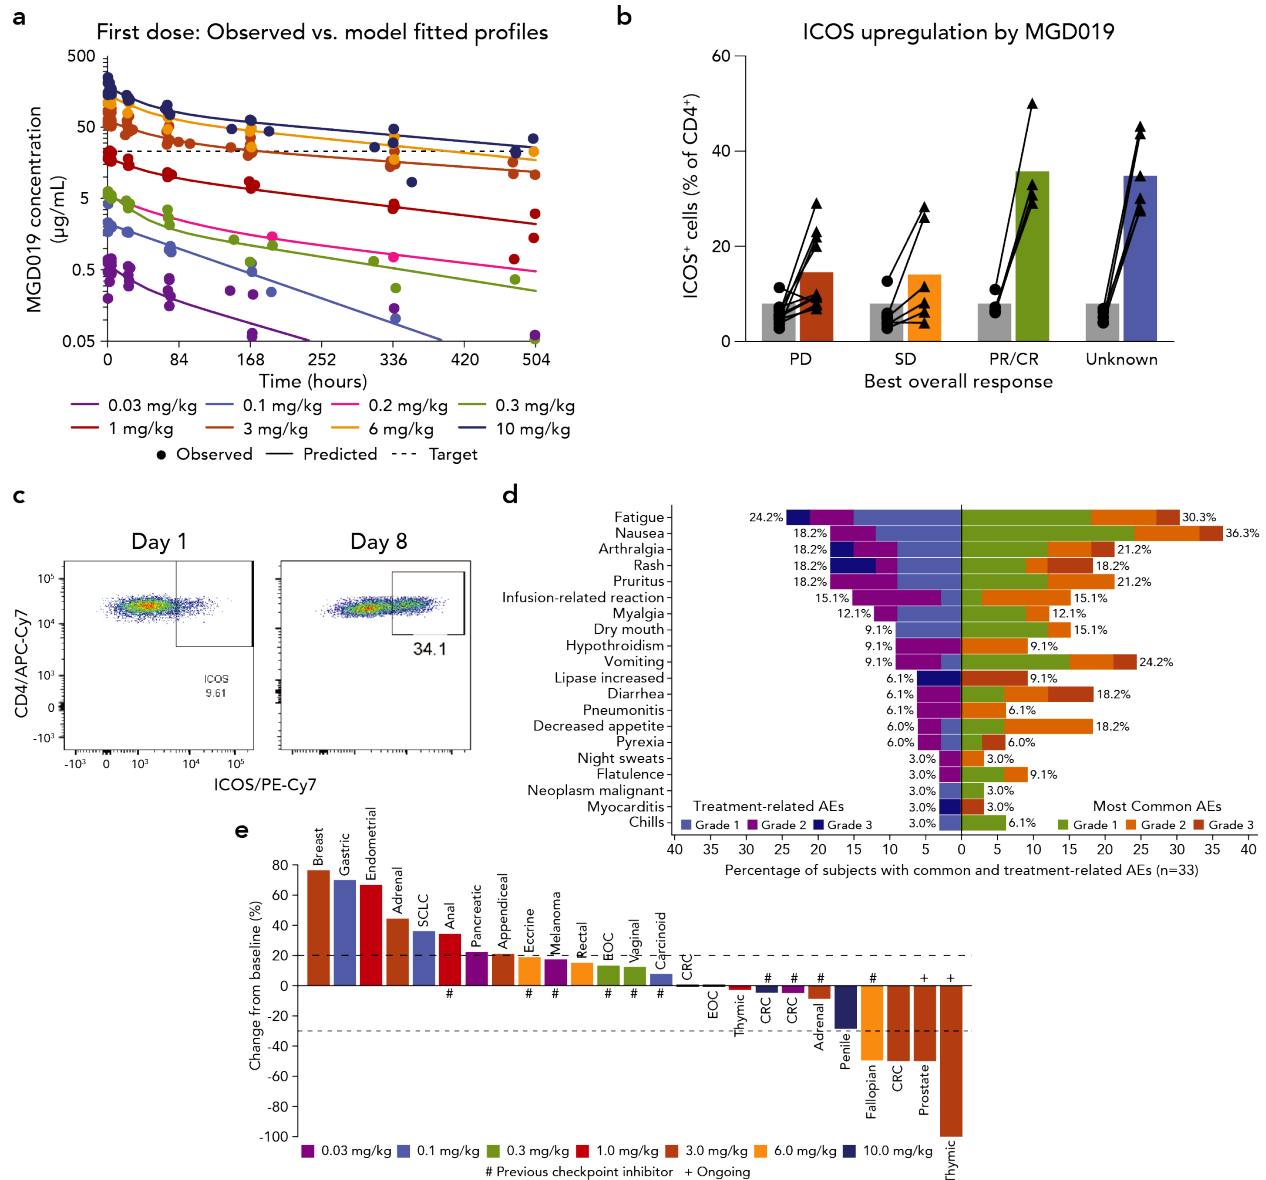 a
First dose: Observed vs. model fitted profiles
MGD019 concentration
(µg/mL)
500
50
5
0.5
0.05
0 84 168 252 336 420 504
Time (hours)
0.03 mg/kg 0.1 mg/kg 0.2 mg/kg 0.3 mg/kg
1 mg/kg 3 mg/kg 6 mg/kg 10 mg/kg
Observed Predicted Target
b
ICOS upregulation by MGD019
ICOS⁺ cells (% of CD4⁺)
60
40
20
0
PD SD PR/CR Unknown
Best overall response
c
Day 1 Day 8
CD4/APC-Cy7
10⁵
10⁴
10³
0
-10³
ICOS
9.61
34.1
-10³ 0 10³ 10⁴ 10⁵
ICOS/PE-Cy7
d
Fatigue 24.2% 30.3%
Nausea 18.2% 36.3%
Arthralgia 18.2% 21.2%
Rash 18.2% 18.2%
Pruritus 18.2% 21.2%
Infusion-related reaction 15.1% 15.1%
Myalgia 12.1% 12.1%
Dry mouth 9.1% 15.1%
Hypothroidism 9.1% 9.1%
Vomiting 9.1% 24.2%
Lipase increased 6.1% 9.1%
Diarrhea 6.1% 18.2%
Pneumonitis 6.1% 6.1%
Decreased appetite 6.0% 18.2%
Pyrexia 6.0% 6.0%
Night sweats 3.0% 3.0%
Flatulence 3.0% 9.1%
Neoplasm malignant 3.0% 3.0%
Myocarditis 3.0% 3.0%
Chills 3.0% 6.1%
Treatment-related AEs
Grade 1 Grade 2 Grade 3
Most Common AEs
Grade 1 Grade 2 Grade 3
40 35 30 25 20 15 10 5 0 5 10 15 20 25 30 35 40
Percentage of subjects with common and treatment-related AEs (n=33)
e
Change from baseline (%)
80
60
40
20
0
-20
-40
-60
-80
-100
Breast
Gastric
Endometrial
Adrenal
SCLC
Anal
#
Pancreatic
Appendiceal
Eccrine
#
Melanoma
#
Rectal
EOC
#
Vaginal
#
Carcinoid
#
CRC
EOC
Thymic
#
CRC
#
CRC
#
Adrenal
Penile
#
Fallopian
CRC
+
Prostate
+
Thymic
0.03 mg/kg 0.1 mg/kg 0.3 mg/kg 1.0 mg/kg 3.0 mg/kg 6.0 mg/kg 10.0 mg/kg
# Previous checkpoint inhibitor + Ongoing